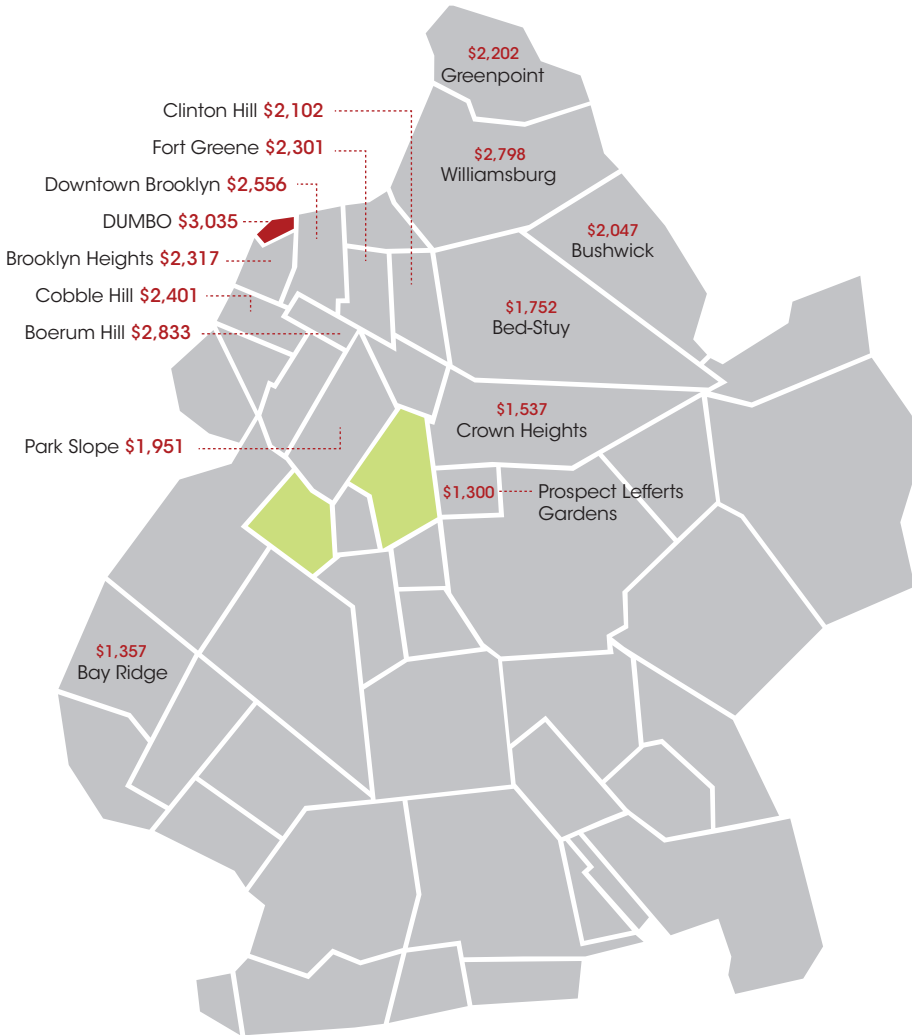 $2,202
Greenpoint
Clinton Hill $2,102
Fort Greene $2,301
$2,798
Williamsburg
Downtown Brooklyn $2,556
DUMBO $3,035
$2,047
Bushwick
Brooklyn Heights $2,317
Cobble Hill $2,401
$1,752
Bed-Stuy
Boerum Hill $2,833
$1,537
Crown Heights
Park Slope $1,951
$1,300 Prospect Lefferts
Gardens
$1,357
Bay Ridge